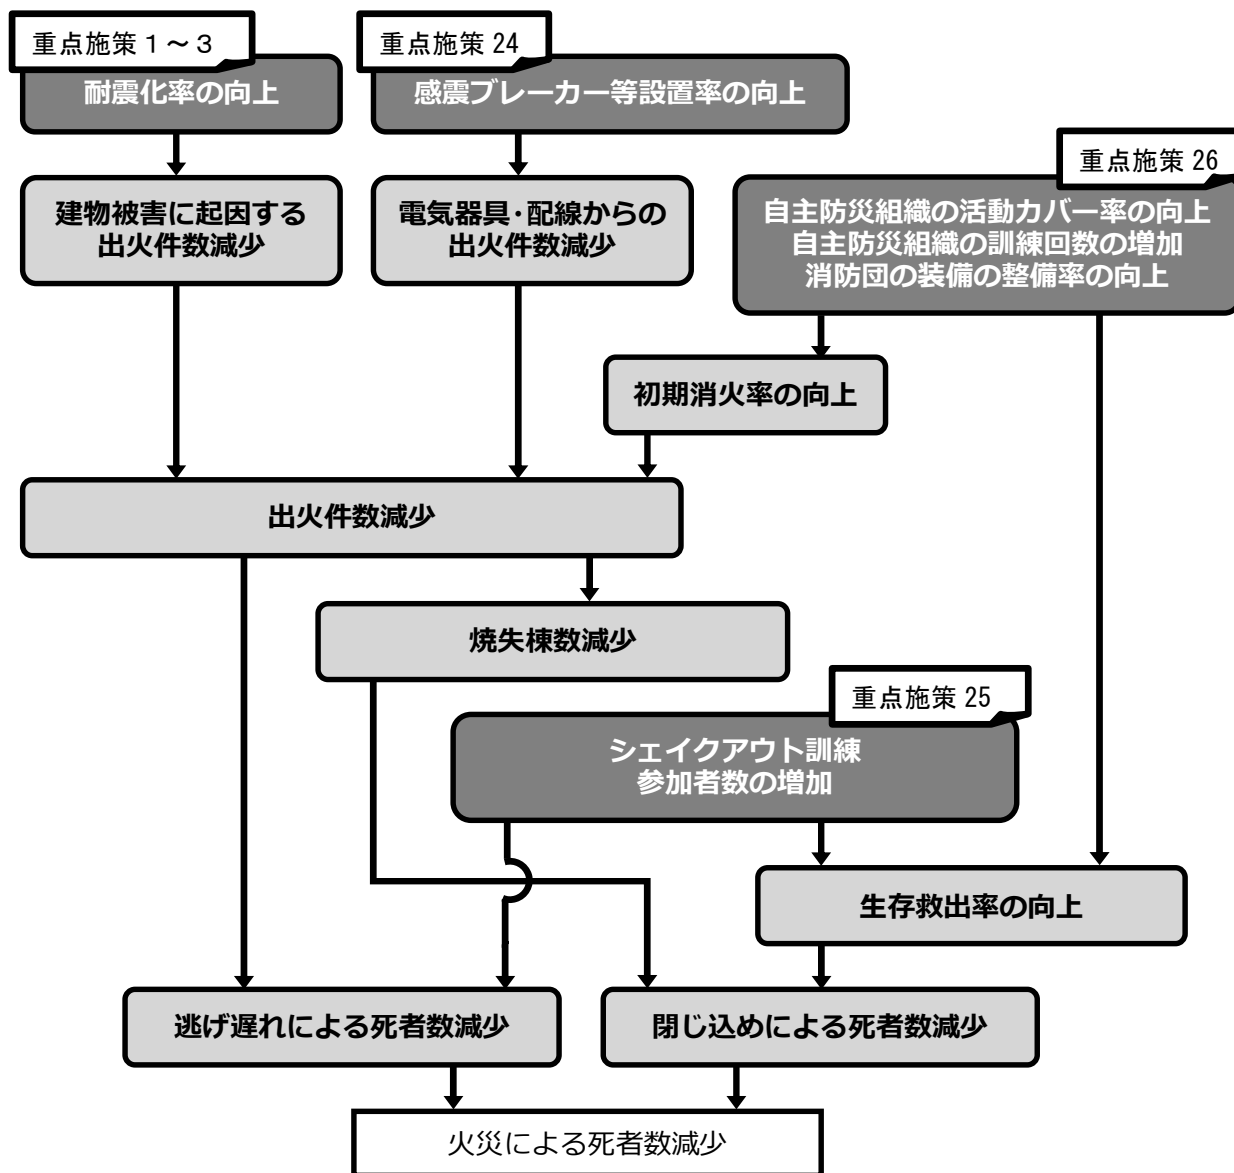 重点施策１～３
耐震化率の向上
重点施策 24
感震ブレーカー等設置率の向上
重点施策 26
自主防災組織の活動カバー率の向上
自主防災組織の訓練回数の増加
消防団の装備の整備率の向上
建物被害に起因する
出火件数減少
電気器具･配線からの
出火件数減少
初期消火率の向上
出火件数減少
焼失棟数減少
重点施策 25
シェイクアウト訓練
参加者数の増加
生存救出率の向上
逃げ遅れによる死者数減少
閉じ込めによる死者数減少
火災による死者数減少